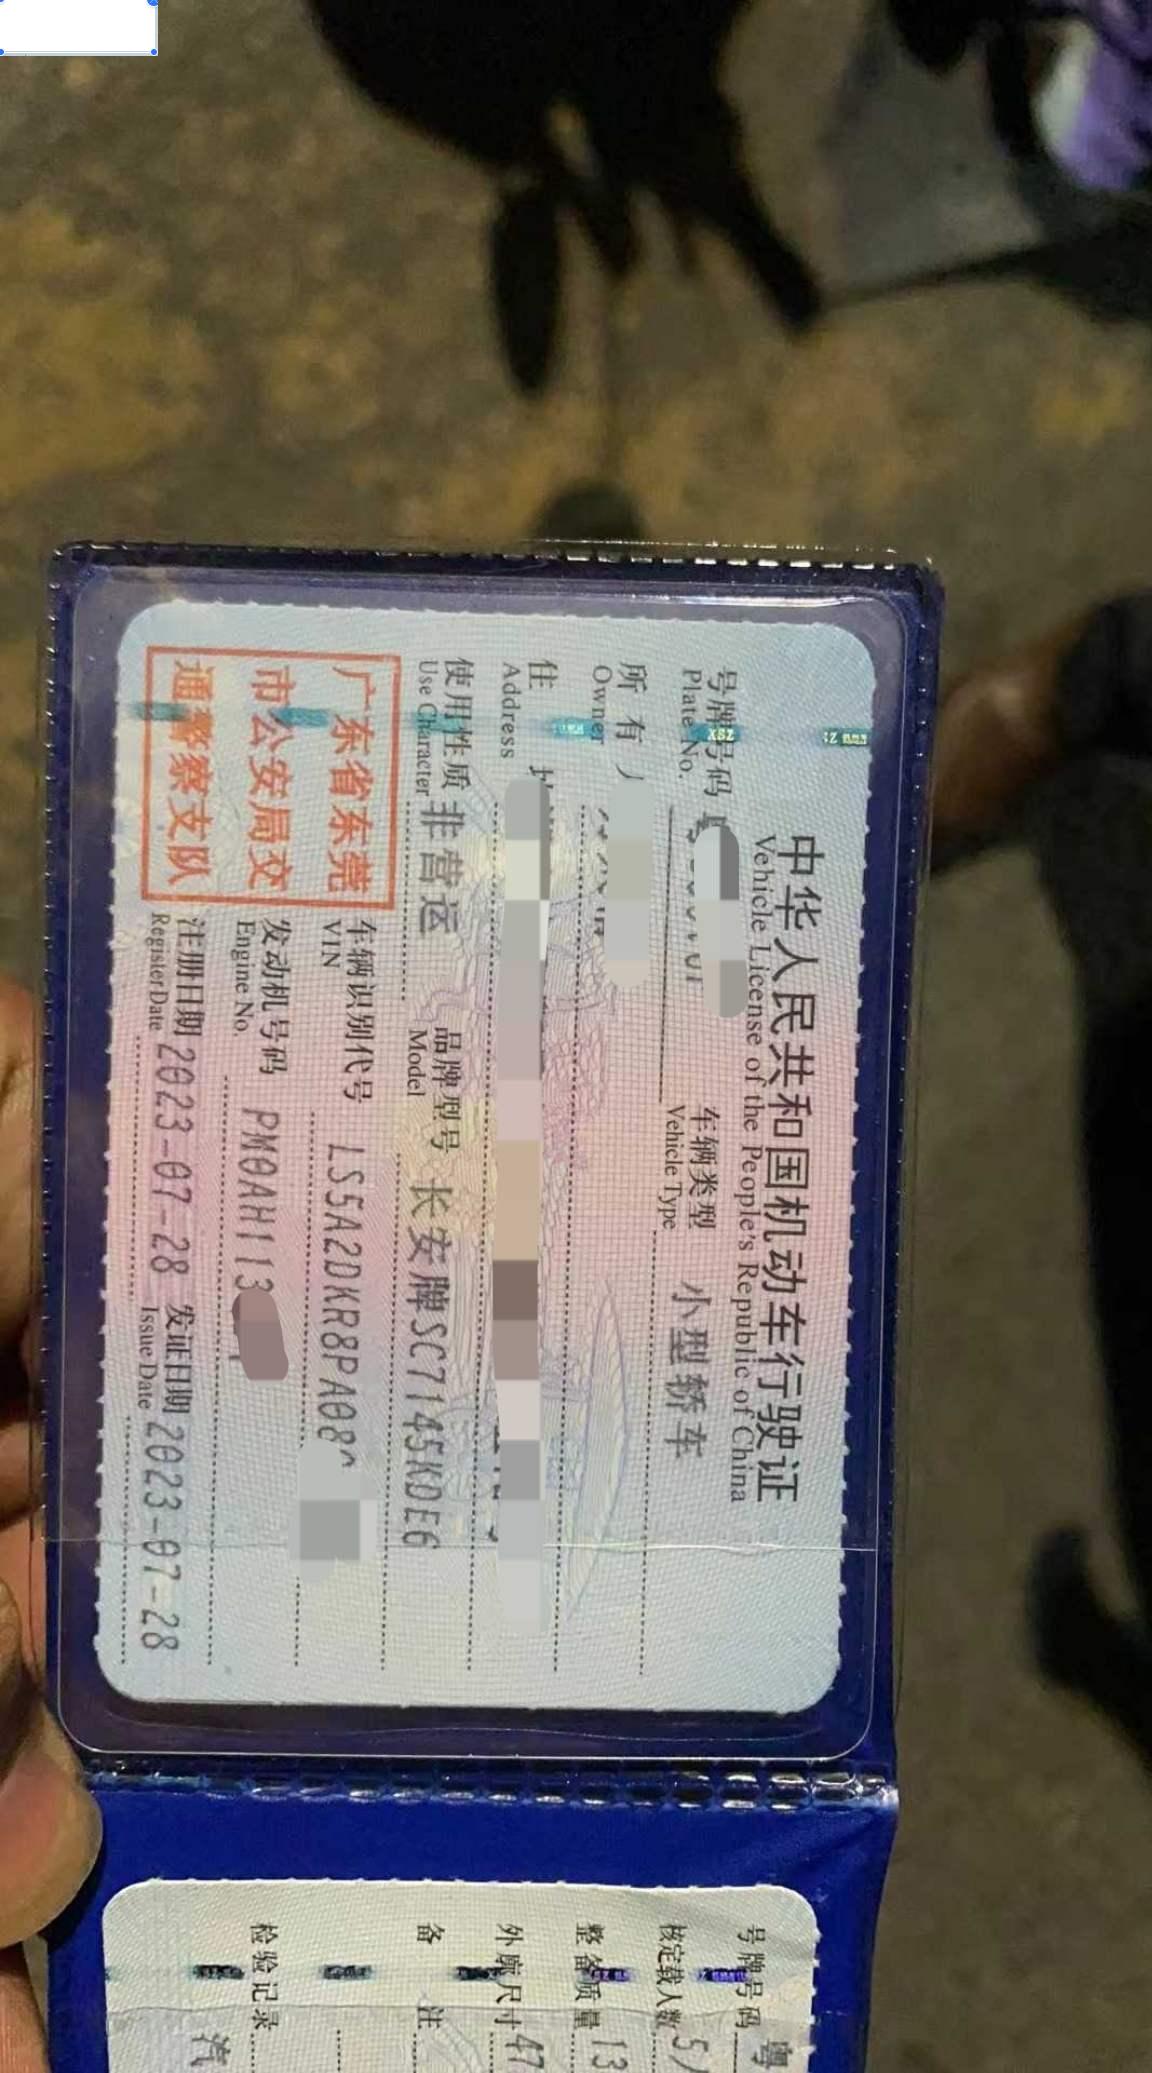 中华人民共和国机动车行驶证
Vehicle License of the People's Republic of China
号牌号码
Plate No.
车辆类型 小型轿车
Vehicle Type
所有
Owner
住
Address
使用性质 非营运
Use Character
品牌型号 长安牌SC7145KDE6
Model
广东省东莞
市公安局交
通警察支队
车辆识别代号 LS5A2DKR8PA08
VIN
发动机号码 PM0AH113
Engine No.
注册日期 2023-07-28
Register Date
发证日期 2023-07-28
Issue Date
号牌号码 粤
核定载人数 5
整备质量 13
外廓尺寸 47
备 注
检验记录
汽